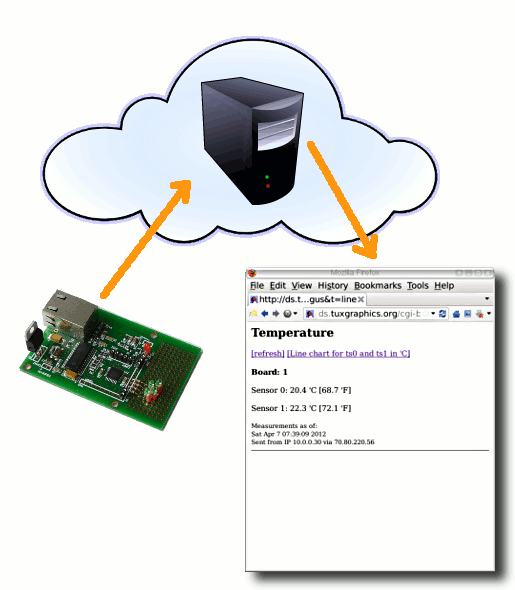 Mozilla Firefox
File Edit View History Bookmarks Tools Help
http://ds.t...gus&t=line
ds.tuxgraphics.org/cgi-b...
Temperature
[refresh] [Line chart for ts0 and ts1 in 'C]
Board: 1
Sensor 0: 20.4 'C [68.7 'F]
Sensor 1: 22.3 'C [72.1 'F]
Measurements as of:
Sat Apr 7 07:39:09 2012
Sent from IP 10.0.0.30 via 70.80.220.56